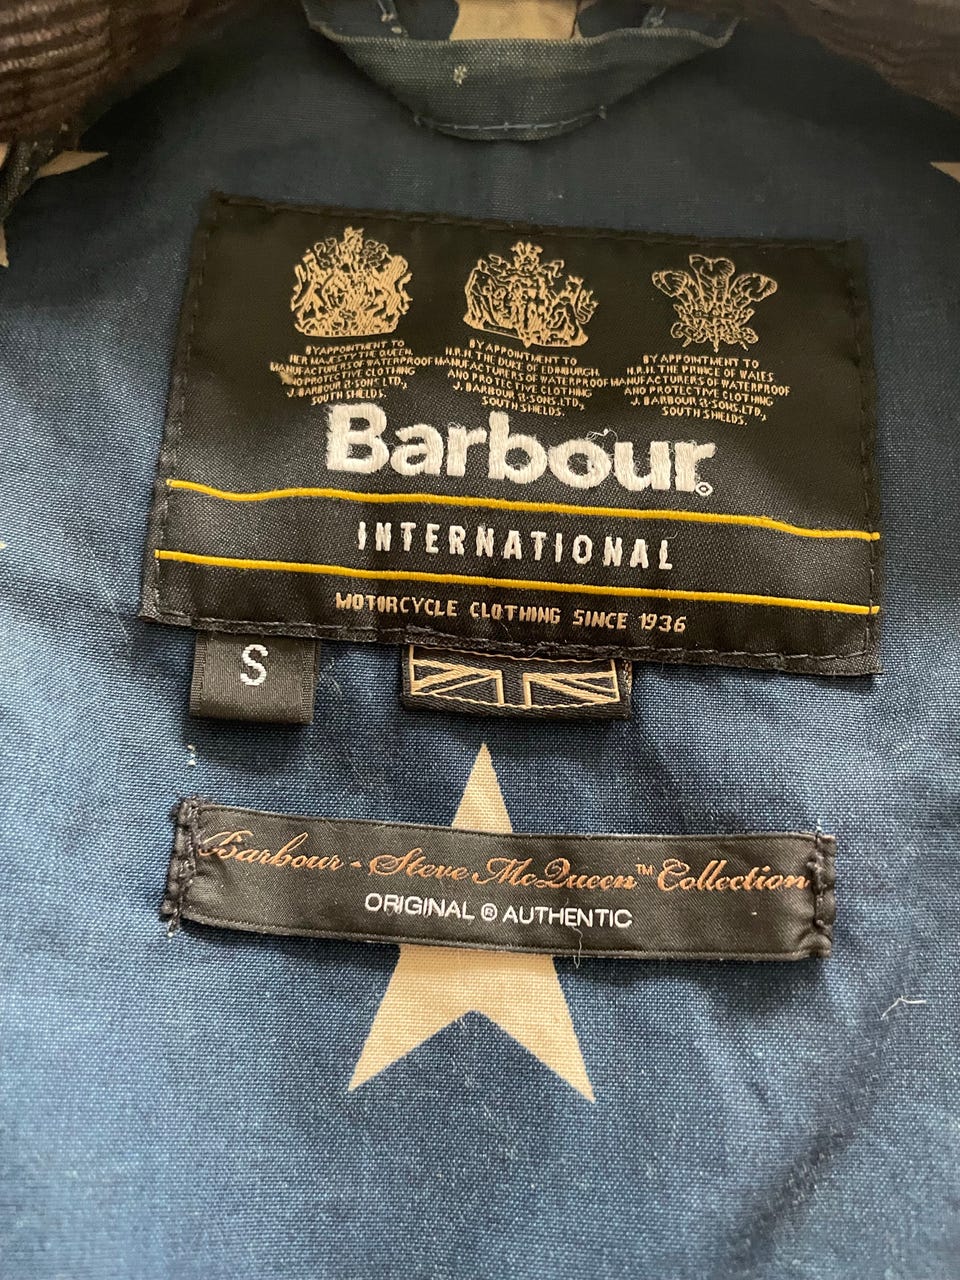 BY APPOINTMENT TO
HER MAJESTY THE QUEEN.
MANUFACTURERS OF WATERPROOF
AND PROTECTIVE CLOTHING
J. BARBOUR & SONS LTD.,
SOUTH SHIELDS.
BY APPOINTMENT TO
H.R.H. THE DUKE OF EDINBURGH.
MANUFACTURERS OF WATERPROOF
AND PROTECTIVE CLOTHING
J. BARBOUR & SONS LTD.,
SOUTH SHIELDS.
BY APPOINTMENT TO
H.R.H. THE PRINCE OF WALES.
MANUFACTURERS OF WATERPROOF
AND PROTECTIVE CLOTHING
J. BARBOUR & SONS LTD.,
SOUTH SHIELDS.
Barbour®
INTERNATIONAL
MOTORCYCLE CLOTHING SINCE 1936
S
Barbour - Steve McQueen™ Collection
ORIGINAL ® AUTHENTIC